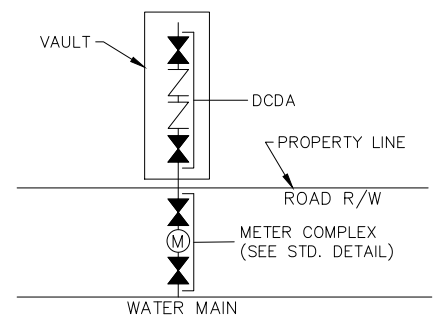 VAULT
DCDA
PROPERTY LINE
ROAD R/W
M
METER COMPLEX
(SEE STD. DETAIL)
WATER MAIN